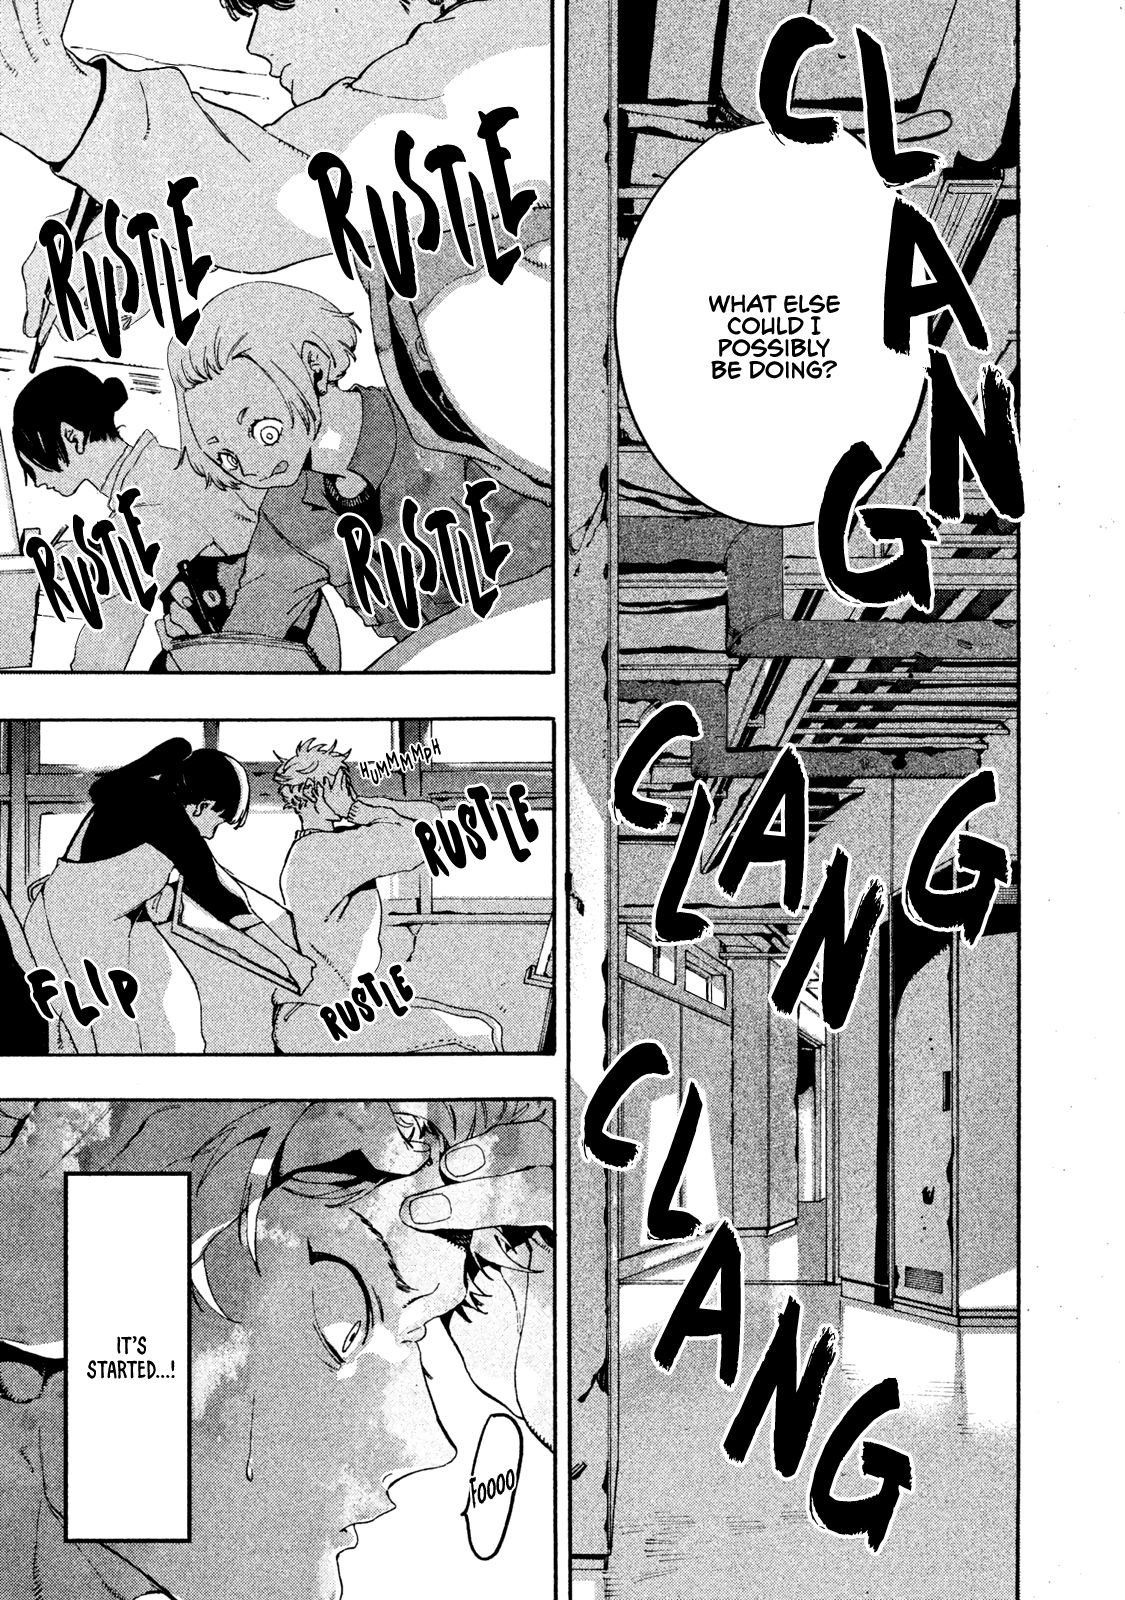 CLANG
WHAT ELSE
COULD I
POSSIBLY
BE DOING?
CLANG
CLANG
RUSTLE
RUSTLE
RUSTLE
RUSTLE
HUMMMMPH
RUSTLE
RUSTLE
FLIP
FOOOO
IT'S
STARTED...!